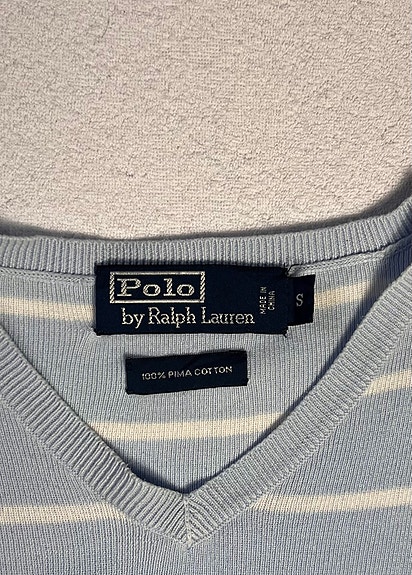 Polo
by Ralph Lauren
MADE IN
CHINA
S
100% PIMA COTTON